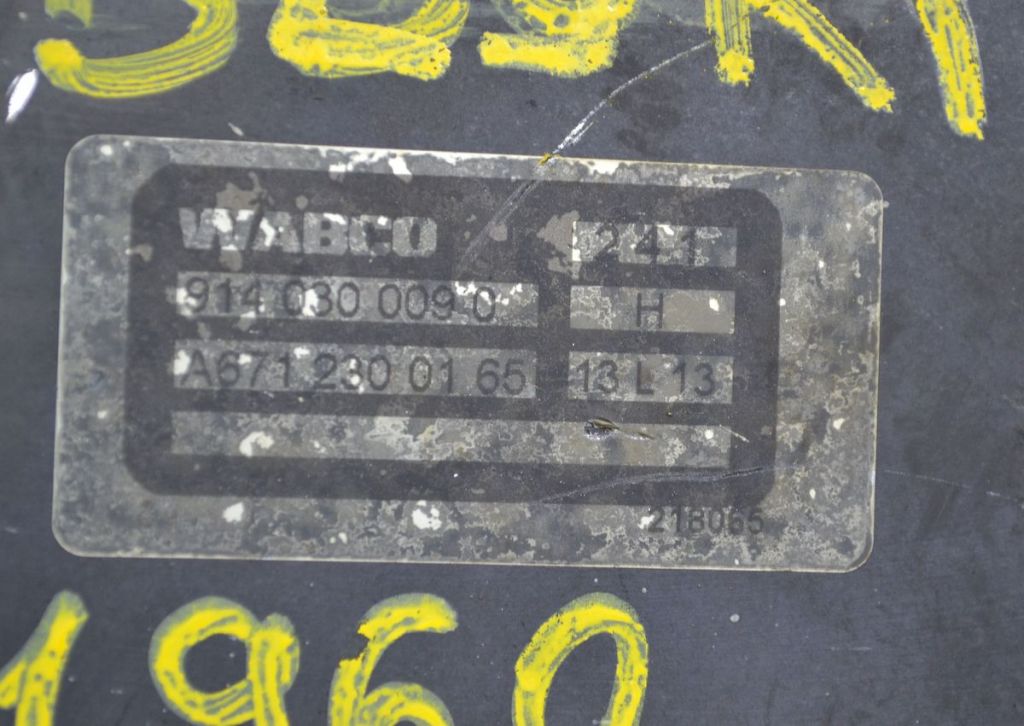 WABCO 241
914 030 009 0 H
A671 230 01 65 13 L 13
218065
1960